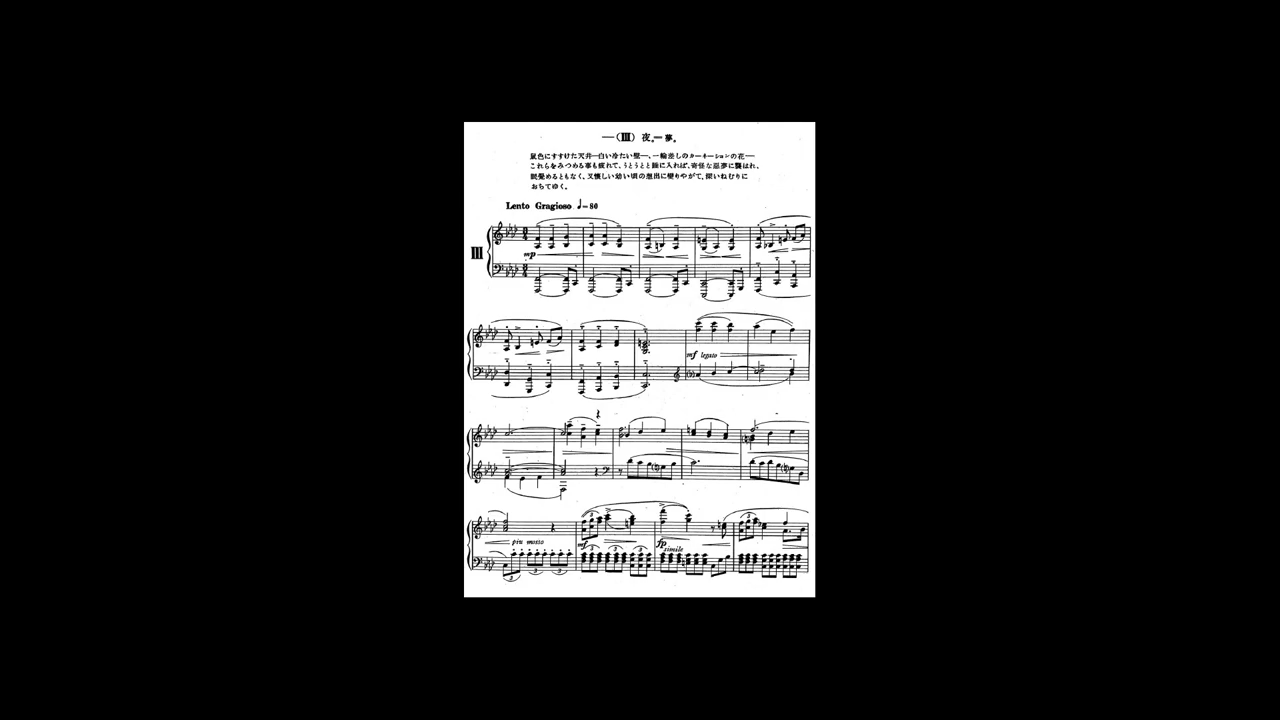 —(III) 夜。= 夢。
鼠色にすすけた天井―白い冷たい壁―、一輪差しのカーネーションの花―
これらをみつめる事も疲れて、うとうとと眠に入れば、奇怪な悪夢に襲はれ、
眠覺めるともなく、又懐しい幼い頃の想出に變りやがて、深いねむりに
おちてゆく。
Lento Gragioso ♩=80
III
mp
mf legato
piu mosso
mf
fp
simile